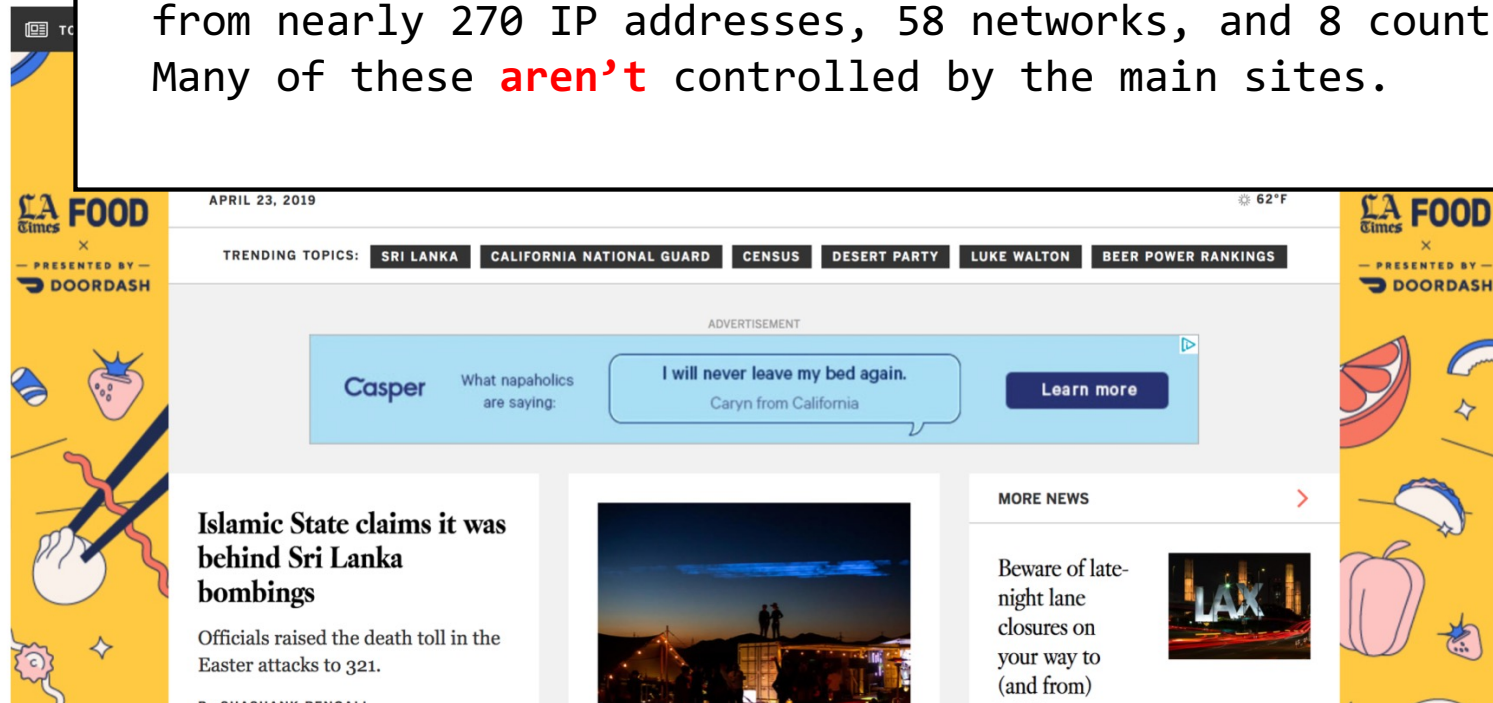 from nearly 270 IP addresses, 58 networks, and 8 count
Many of these aren't controlled by the main sites.
LA Times FOOD
×
— PRESENTED BY —
DOORDASH
APRIL 23, 2019
62°F
TRENDING TOPICS: SRI LANKA CALIFORNIA NATIONAL GUARD CENSUS DESERT PARTY LUKE WALTON BEER POWER RANKINGS
LA Times FOOD
×
— PRESENTED BY —
DOORDASH
ADVERTISEMENT
Casper
What napaholics
are saying:
I will never leave my bed again.
Caryn from California
Learn more
Islamic State claims it was
behind Sri Lanka
bombings
Officials raised the death toll in the
Easter attacks to 321.
MORE NEWS
Beware of late-
night lane
closures on
your way to
(and from)
LAX